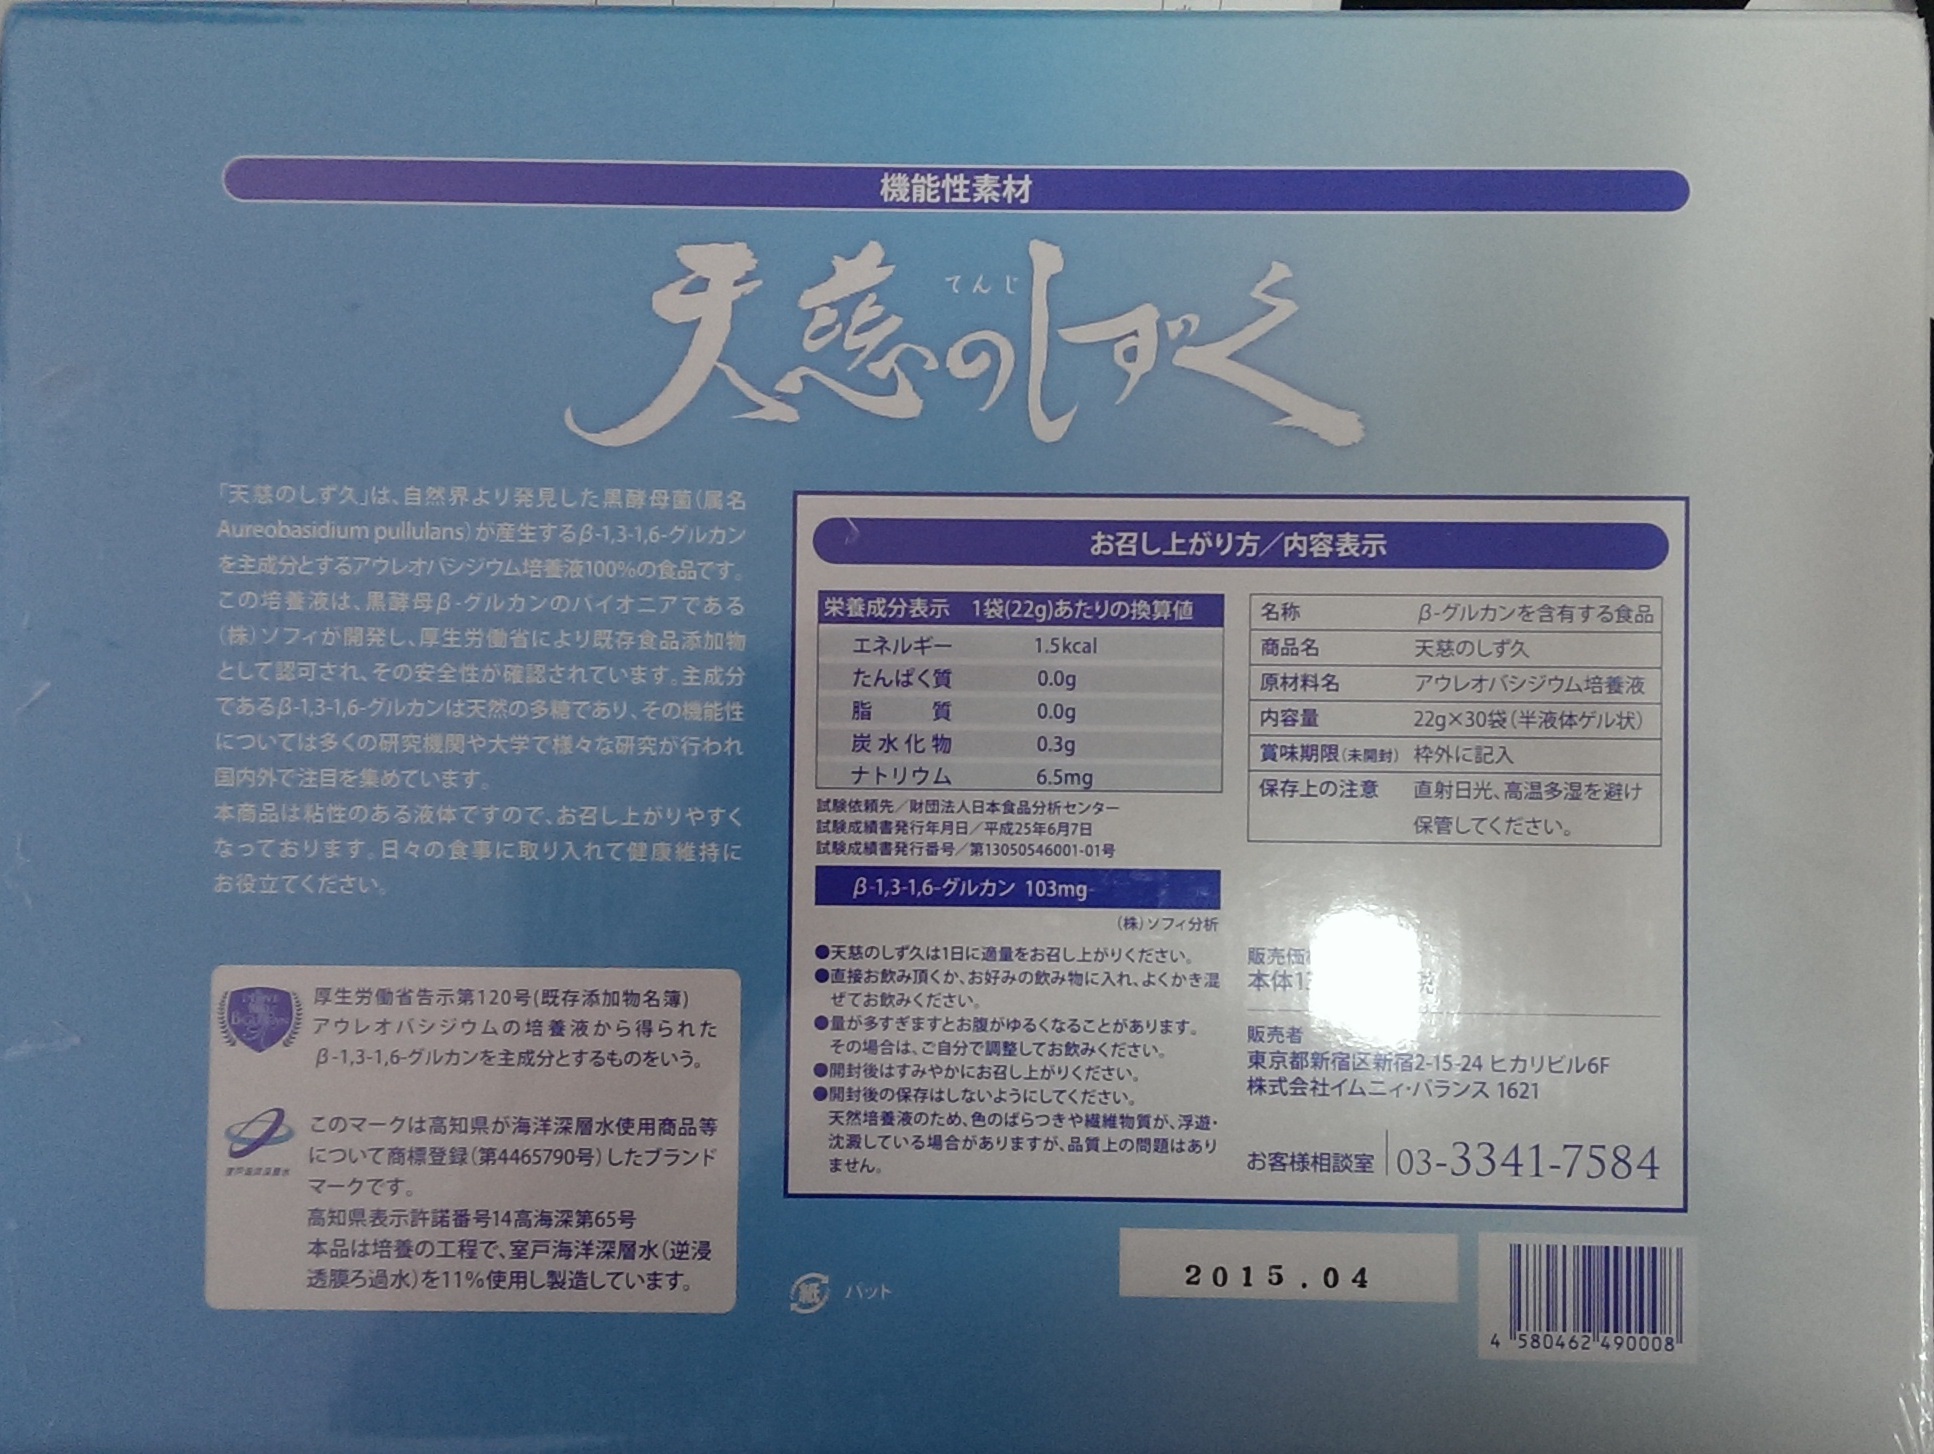 機能性素材
てんじ
天慈のしずく
「天慈のしず久」は、自然界より発見した黒酵母菌(属名
Aureobasidium pullulans)が産生するβ-1,3-1,6-グルカン
を主成分とするアウレオバシジウム培養液100%の食品です。
この培養液は、黒酵母β-グルカンのパイオニアである
(株)ソフィが開発し、厚生労働省により既存食品添加物
として認可され、その安全性が確認されています。主成分
であるβ-1,3-1,6-グルカンは天然の多糖であり、その機能性
については多くの研究機関や大学で様々な研究が行われ
国内外で注目を集めています。
本商品は粘性のある液体ですので、お召し上がりやすく
なっております。日々の食事に取り入れて健康維持に
お役立てください。
厚生労働省告示第120号(既存添加物名簿)
アウレオバシジウムの培養液から得られた
β-1,3-1,6-グルカンを主成分とするものをいう。
室戸海洋深層水
このマークは高知県が海洋深層水使用商品等
について商標登録(第4465790号)したブランド
マークです。
高知県表示許諾番号14高海深第65号
本品は培養の工程で、室戸海洋深層水(逆浸
透膜ろ過水)を11%使用し製造しています。
お召し上がり方/内容表示
栄養成分表示 1袋(22g)あたりの換算値
エネルギー 1.5kcal
たんぱく質 0.0g
脂 質 0.0g
炭水化物 0.3g
ナトリウム 6.5mg
試験依頼先/財団法人日本食品分析センター
試験成績書発行年月日/平成25年6月7日
試験成績書発行番号/第13050546001-01号
β-1,3-1,6-グルカン 103mg
(株)ソフィ分析
●天慈のしず久は1日に適量をお召し上がりください。
●直接お飲み頂くか、お好みの飲み物に入れ、よくかき混
ぜてお飲みください。
●量が多すぎますとお腹がゆるくなることがあります。
その場合は、ご自分で調整してお飲みください。
●開封後はすみやかにお召し上がりください。
●開封後の保存はしないようにしてください。
天然培養液のため、色のばらつきや繊維物質が、浮遊・
沈澱している場合がありますが、品質上の問題はあり
ません。
名称 β-グルカンを含有する食品
商品名 天慈のしず久
原材料名 アウレオバシジウム培養液
内容量 22g×30袋(半液体ゲル状)
賞味期限(未開封) 枠外に記入
保存上の注意 直射日光、高温多湿を避け
保管してください。
販売価
本体1
販売者
東京都新宿区新宿2-15-24 ヒカリビル6F
株式会社イムニィ・バランス 1621
お客様相談室 03-3341-7584
紙 パット
2015.04
4 580462 490008